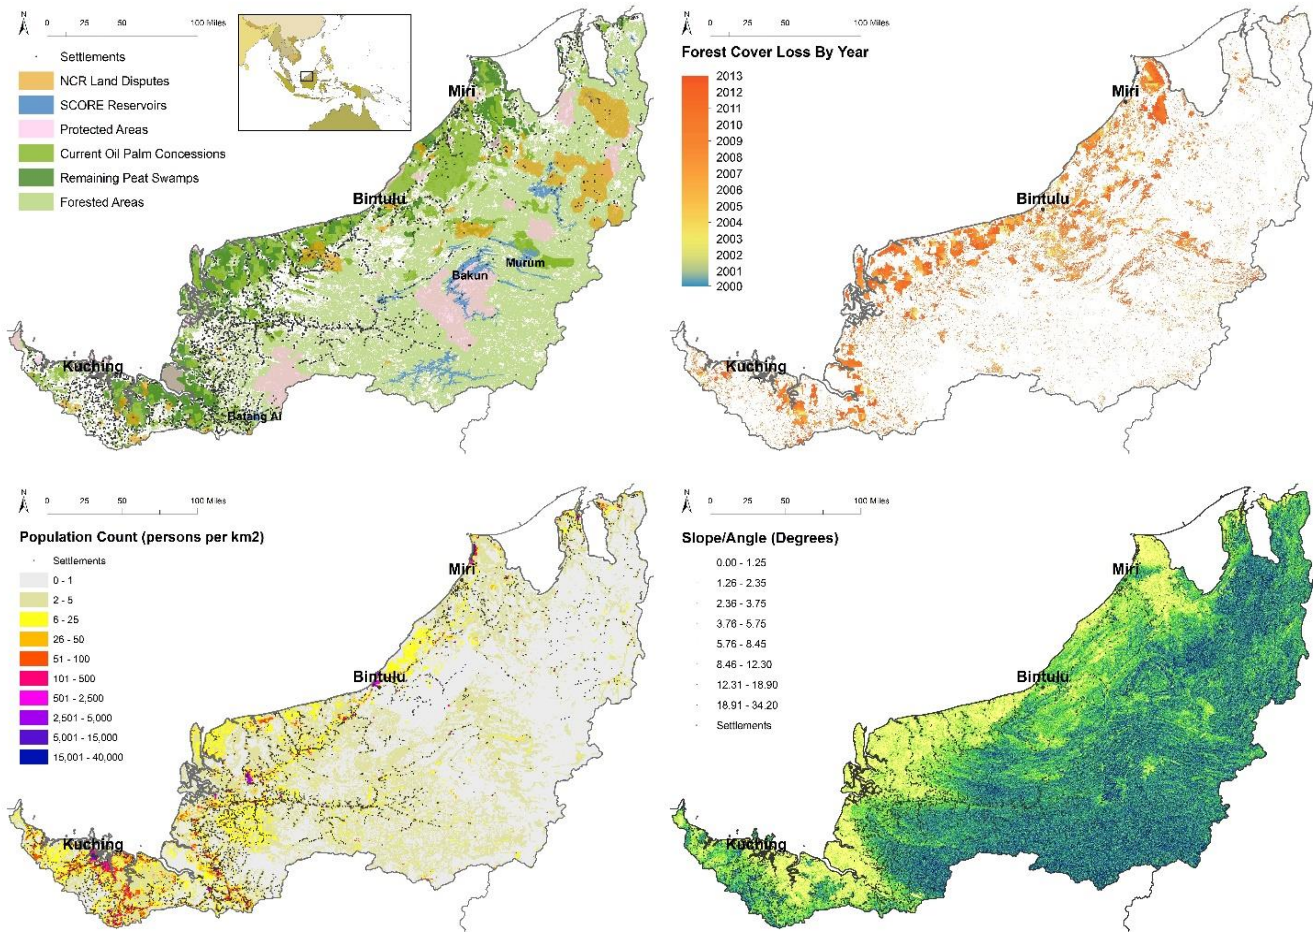 N
0 25 50 100 Miles
Settlements
NCR Land Disputes
SCORE Reservoirs
Protected Areas
Current Oil Palm Concessions
Remaining Peat Swamps
Forested Areas
Miri
Bintulu
Murum
Bakun
Kuching
Batang Ai
N
0 25 50 100 Miles
Forest Cover Loss By Year
2013
2012
2011
2010
2009
2008
2007
2006
2005
2004
2003
2002
2001
2000
Miri
Bintulu
Kuching
N
0 25 50 100 Miles
Population Count (persons per km2)
Settlements
0 - 1
2 - 5
6 - 25
26 - 50
51 - 100
101 - 500
501 - 2,500
2,501 - 5,000
5,001 - 15,000
15,001 - 40,000
Miri
Bintulu
Kuching
N
0 25 50 100 Miles
Slope/Angle (Degrees)
0.00 - 1.25
1.26 - 2.35
2.36 - 3.75
3.76 - 5.75
5.76 - 8.45
8.46 - 12.30
12.31 - 18.90
18.91 - 34.20
Settlements
Miri
Bintulu
Kuching